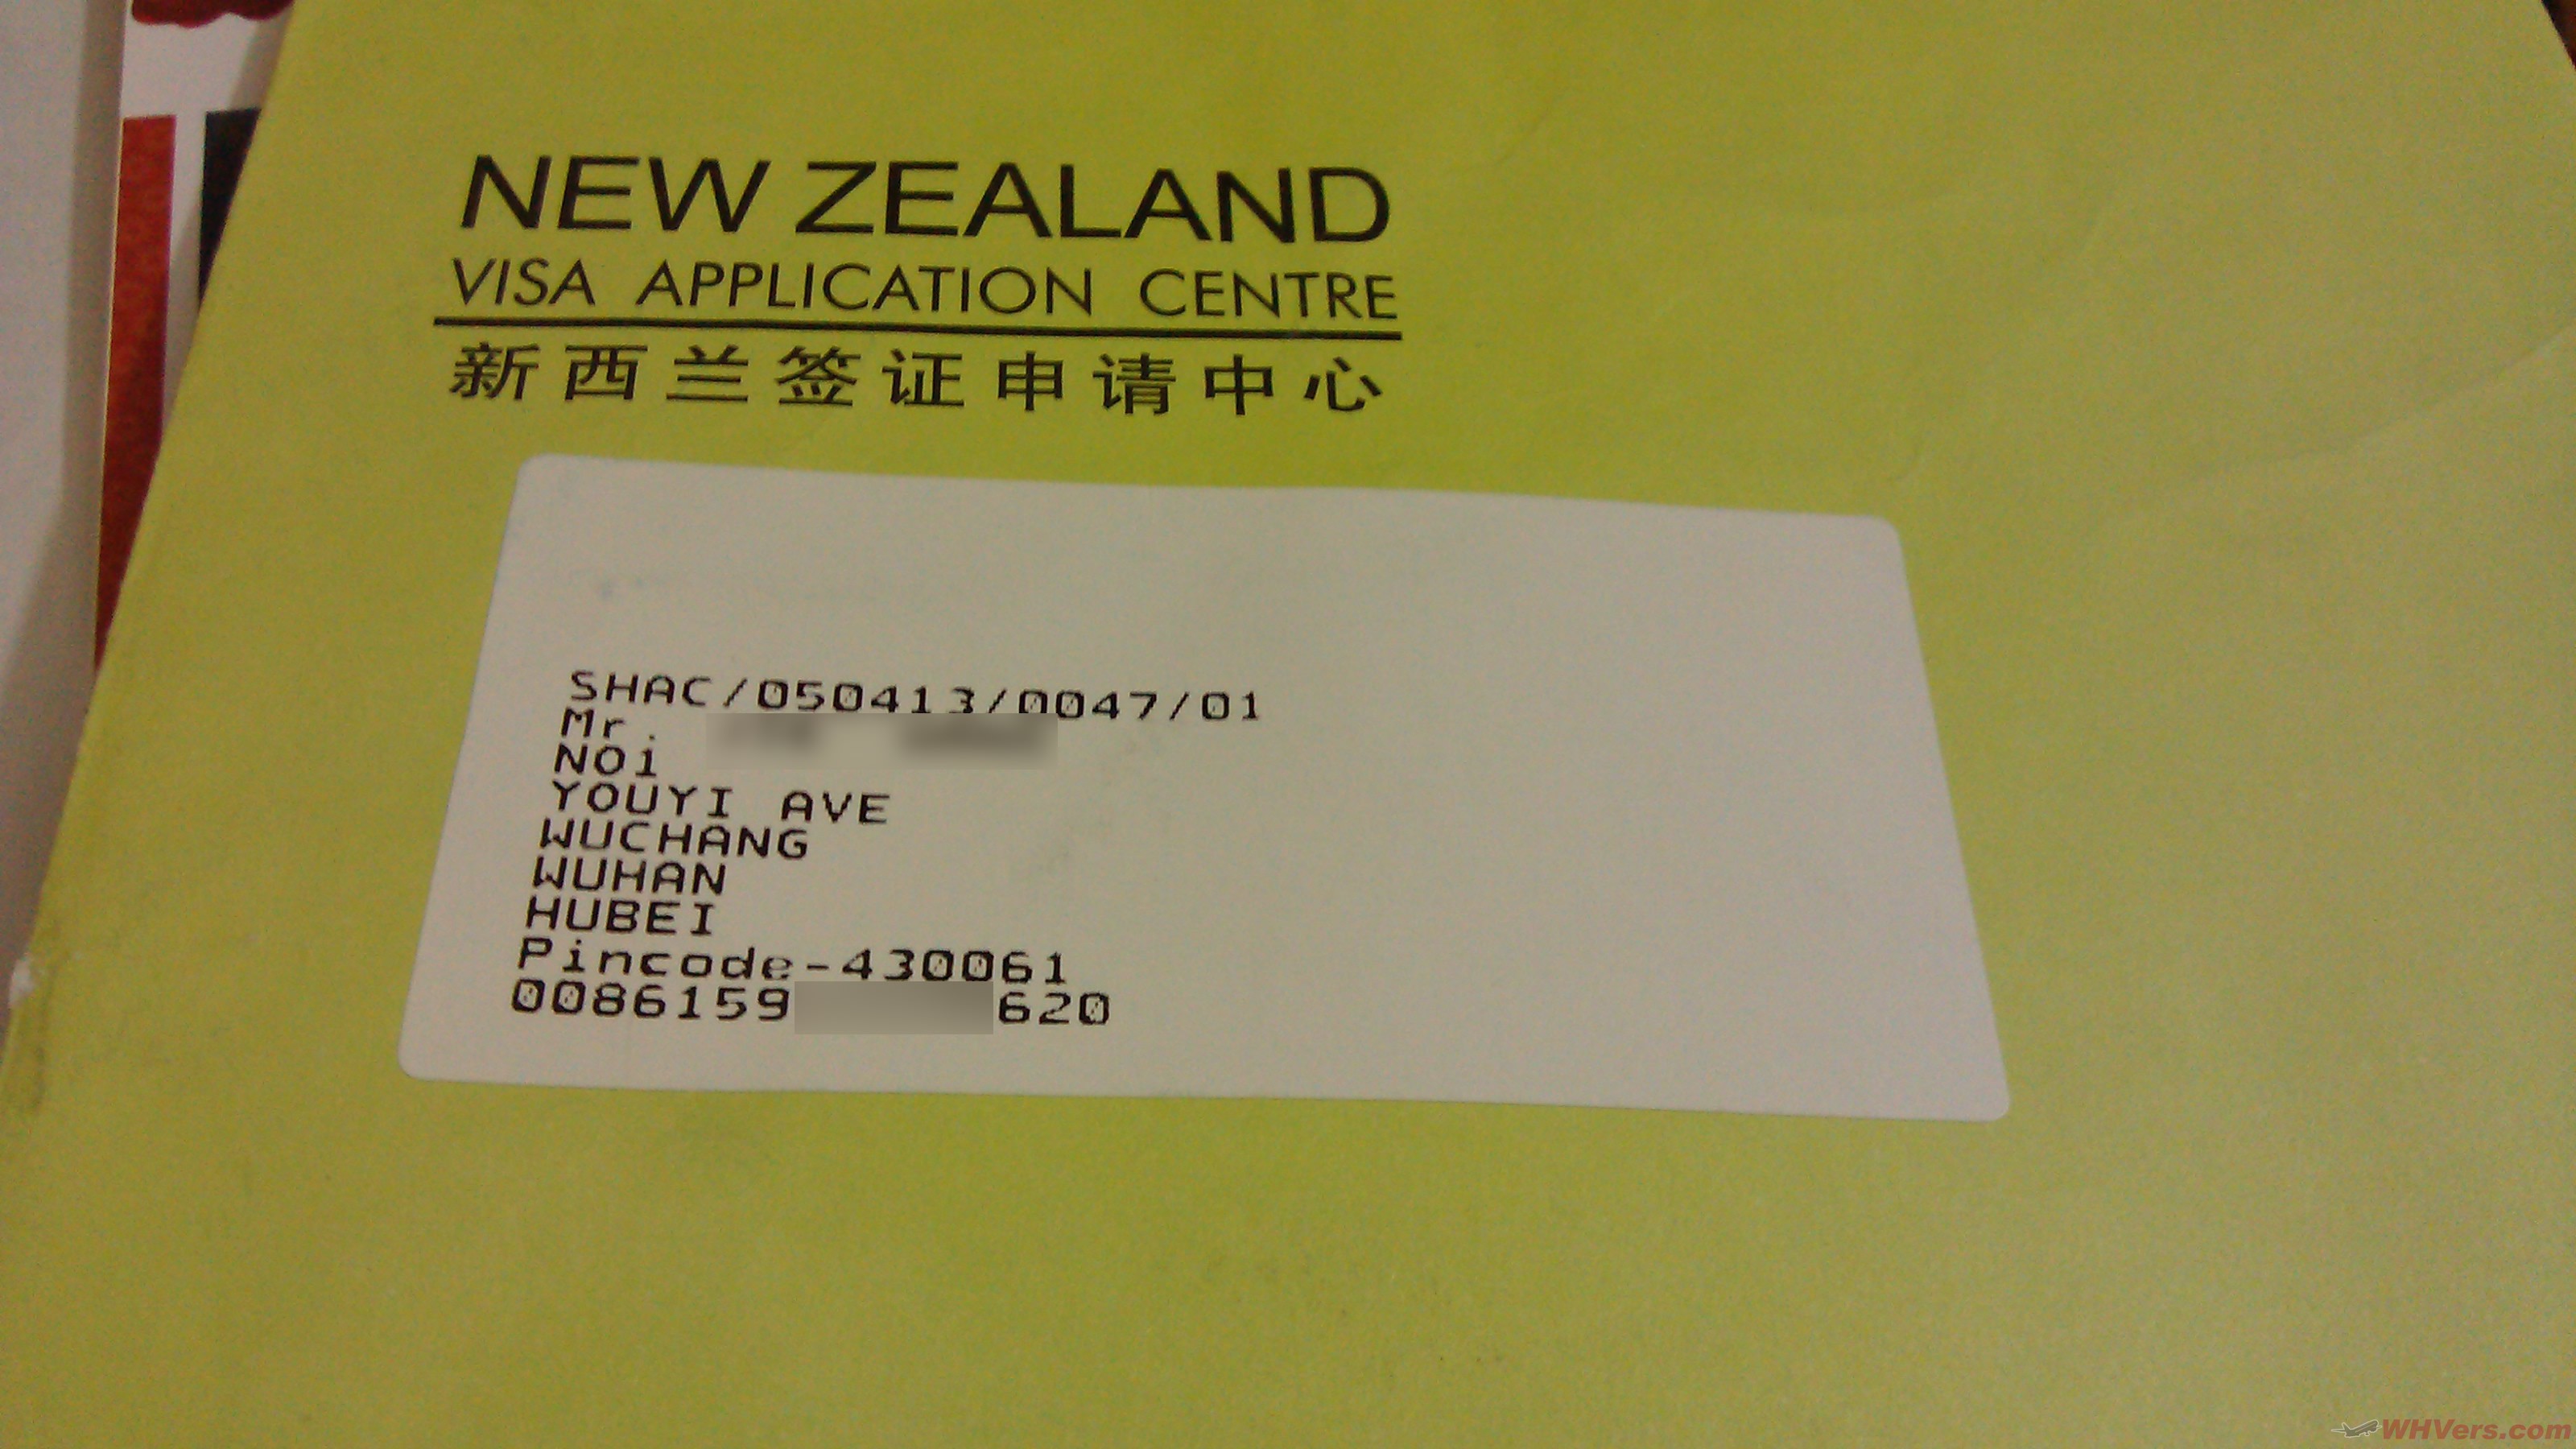 NEW ZEALAND
VISA APPLICATION CENTRE
新西兰签证申请中心
SHAC/050413/0047/01
Mr.
NOi
YOUYI AVE
WUCHANG
WUHAN
HUBEI
Pincode-430061
0086159 620
WHVers.com